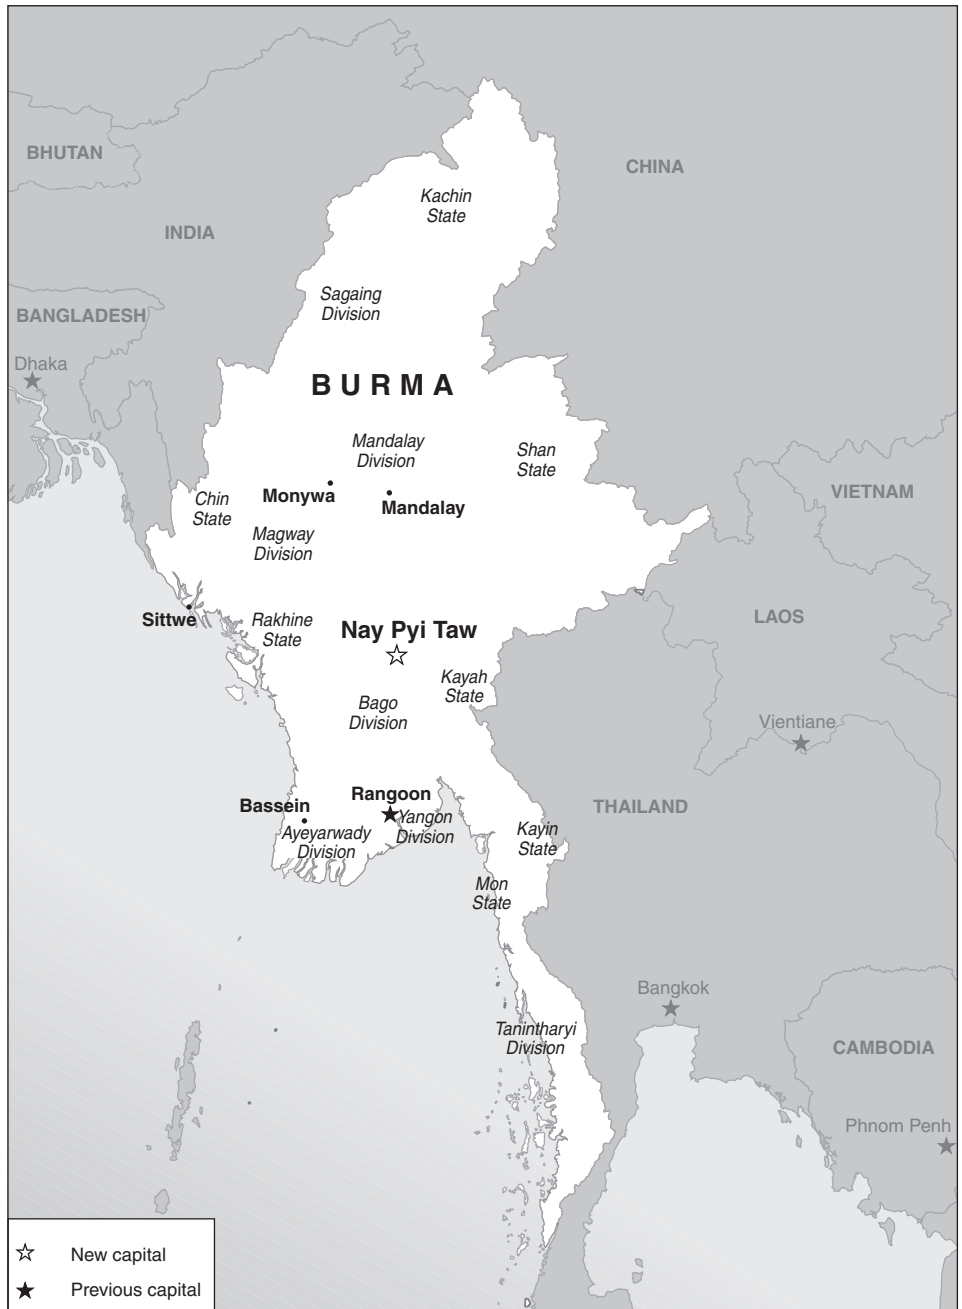 BHUTAN
CHINA
Kachin
State
INDIA
Sagaing
Division
BANGLADESH
Dhaka
BURMA
Mandalay
Division
Shan
State
Chin
State
Monywa
Mandalay
VIETNAM
Magway
Division
Sittwe
Rakhine
State
Nay Pyi Taw
LAOS
Kayah
State
Bago
Division
Vientiane
Bassein
Rangoon
THAILAND
Yangon
Division
Ayeyarwady
Division
Kayin
State
Mon
State
Bangkok
Tanintharyi
Division
CAMBODIA
Phnom Penh
New capital
Previous capital